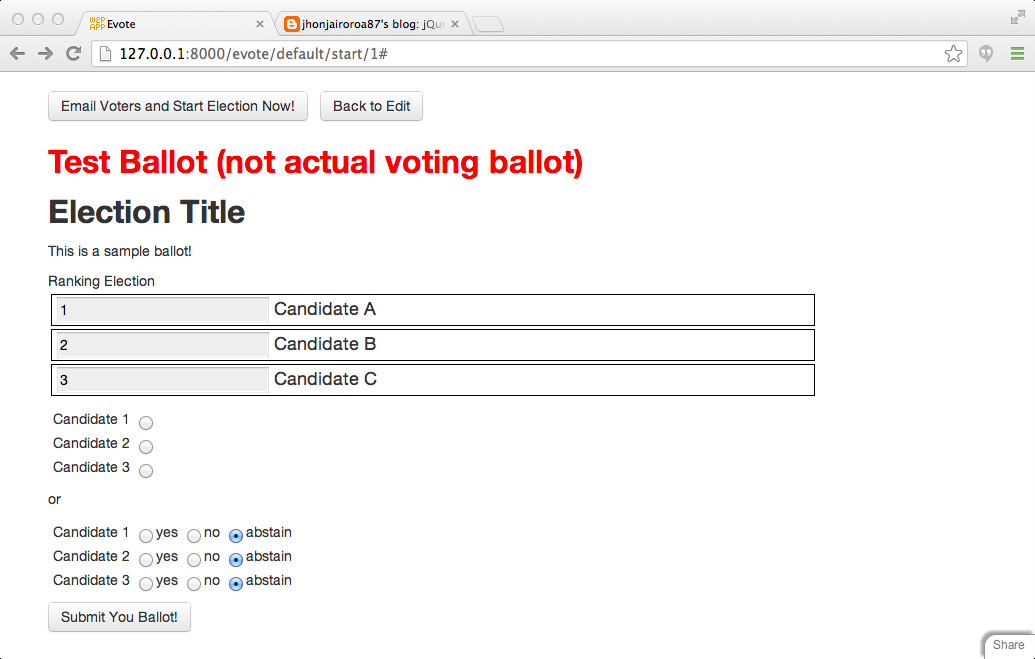 WEB APP Evote
jhonjairoroa87's blog: jQu
127.0.0.1:8000/evote/default/start/1#
Email Voters and Start Election Now! Back to Edit
Test Ballot (not actual voting ballot)
Election Title
This is a sample ballot!
Ranking Election
1 Candidate A
2 Candidate B
3 Candidate C
Candidate 1
Candidate 2
Candidate 3
or
Candidate 1 yes no abstain
Candidate 2 yes no abstain
Candidate 3 yes no abstain
Submit You Ballot!
Share